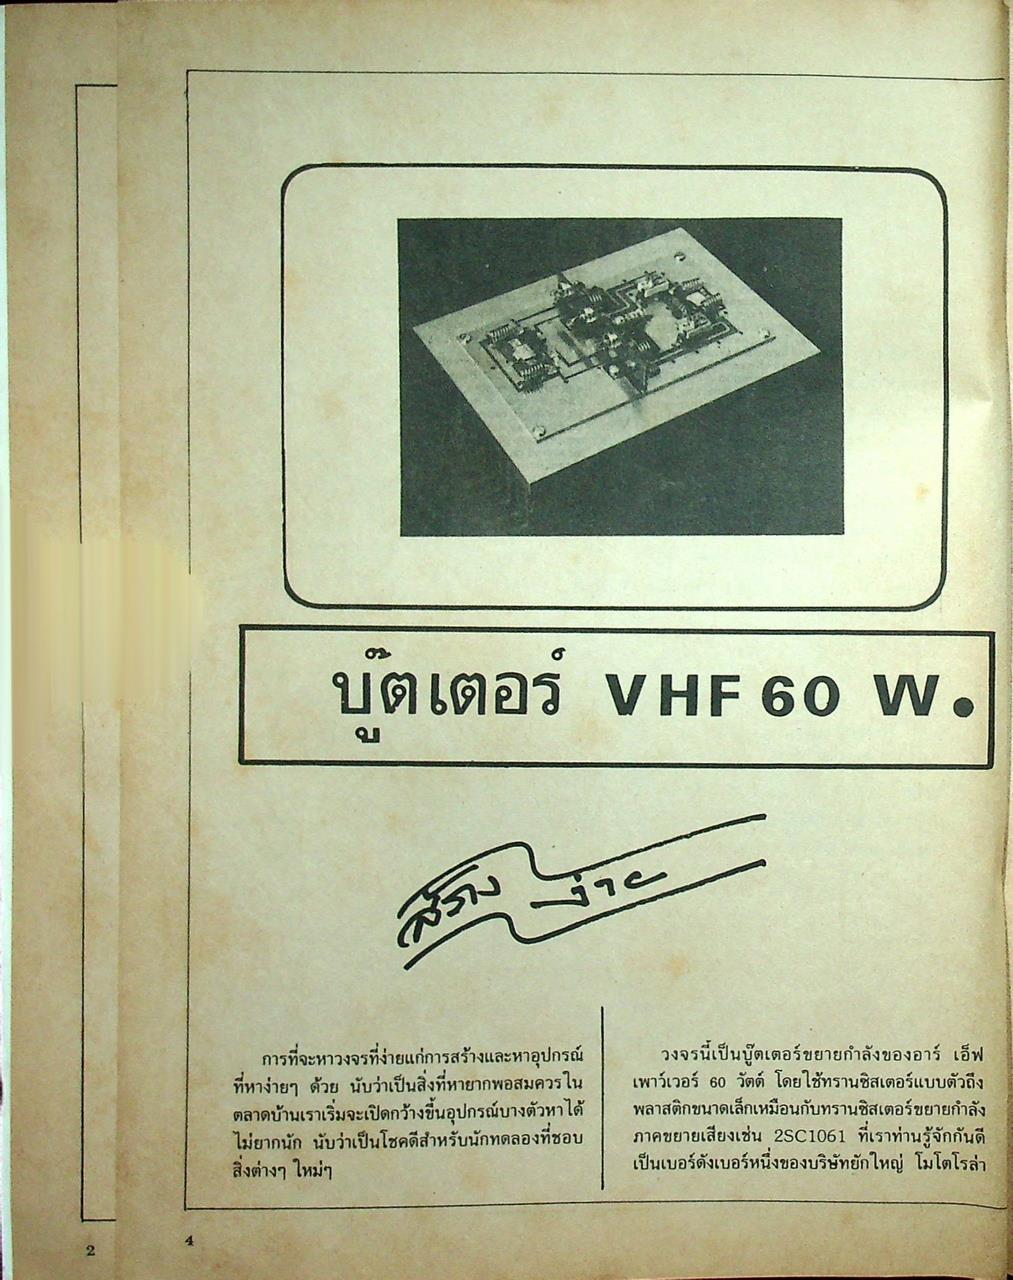 บู๊ตเตอร์ VHF 60 W.
สร้าง ง่าย
การที่จะหาวงจรที่ง่ายแก่การสร้างและหาอุปกรณ์
ที่หาง่ายๆ ด้วย นับว่าเป็นสิ่งที่หายากพอสมควรใน
ตลาดบ้านเราเริ่มจะเปิดกว้างขึ้นอุปกรณ์บางตัวหาได้
ไม่ยากนัก นับว่าเป็นโชคดีสำหรับนักทดลองที่ชอบ
สิ่งต่างๆ ใหม่ๆ
วงจรนี้เป็นบู๊ตเตอร์ขยายกำลังของอาร์ เอ็ฟ
เพาว์เวอร์ 60 วัตต์ โดยใช้ทรานซิสเตอร์แบบตัวถัง
พลาสติกขนาดเล็กเหมือนกับทรานซิสเตอร์ขยายกำลัง
ภาคขยายเสียงเช่น 2SC1061 ที่เราท่านรู้จักกันดี
เป็นเบอร์ดังเบอร์หนึ่งของบริษัทยักใหญ่ โมโตโรล่า
4
2